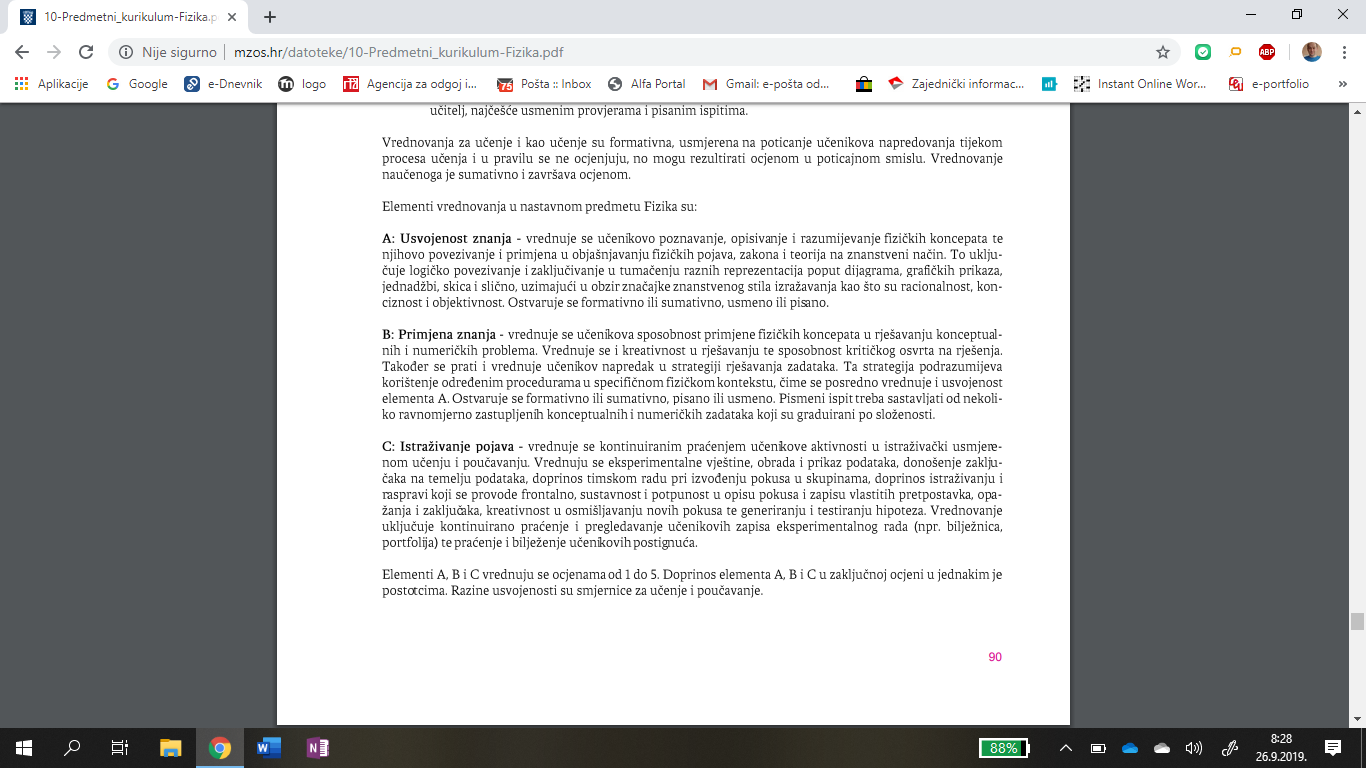 10-Predmetni_kurikulum-Fizika.p
Nije sigurno | mzos.hr/datoteke/10-Predmetni_kurikulum-Fizika.pdf
ABP
Aplikacije Google e-Dnevnik logo Agencija za odgoj i... 75 Pošta :: Inbox Alfa Portal Gmail: e-pošta od... Zajednički informac... Instant Online Wor... e-portfolio »
učitelj, najčešće usmenim provjerama i pisanim ispitima.
Vrednovanja za učenje i kao učenje su formativna, usmjerena na poticanje učenikova napredovanja tijekom
procesa učenja i u pravilu se ne ocjenjuju, no mogu rezultirati ocjenom u poticajnom smislu. Vrednovanje
naučenoga je sumativno i završava ocjenom.
Elementi vrednovanja u nastavnom predmetu Fizika su:
A: Usvojenost znanja - vrednuje se učenikovo poznavanje, opisivanje i razumijevanje fizičkih koncepata te
njihovo povezivanje i primjena u objašnjavanju fizičkih pojava, zakona i teorija na znanstveni način. To uklju-
čuje logičko povezivanje i zaključivanje u tumačenju raznih reprezentacija poput dijagrama, grafičkih prikaza,
jednadžbi, skica i slično, uzimajući u obzir značajke znanstvenog stila izražavanja kao što su racionalnost, kon-
ciznost i objektivnost. Ostvaruje se formativno ili sumativno, usmeno ili pisano.
B: Primjena znanja - vrednuje se učenikova sposobnost primjene fizičkih koncepata u rješavanju konceptual-
nih i numeričkih problema. Vrednuje se i kreativnost u rješavanju te sposobnost kritičkog osvrta na rješenja.
Također se prati i vrednuje učenikov napredak u strategiji rješavanja zadataka. Ta strategija podrazumijeva
korištenje određenim procedurama u specifičnom fizičkom kontekstu, čime se posredno vrednuje i usvojenost
elementa A. Ostvaruje se formativno ili sumativno, pisano ili usmeno. Pismeni ispit treba sastavljati od nekoli-
ko ravnomjerno zastupljenih konceptualnih i numeričkih zadataka koji su graduirani po složenosti.
C: Istraživanje pojava - vrednuje se kontinuiranim praćenjem učenikove aktivnosti u istraživački usmjere-
nom učenju i poučavanju. Vrednuju se eksperimentalne vještine, obrada i prikaz podataka, donošenje zaklju-
čaka na temelju podataka, doprinos timskom radu pri izvođenju pokusa u skupinama, doprinos istraživanju i
raspravi koji se provode frontalno, sustavnost i potpunost u opisu pokusa i zapisu vlastitih pretpostavka, opa-
žanja i zaključaka, kreativnost u osmišljavanju novih pokusa te generiranju i testiranju hipoteza. Vrednovanje
uključuje kontinuirano praćenje i pregledavanje učenikovih zapisa eksperimentalnog rada (npr. bilježnica,
portfolija) te praćenje i bilježenje učenikovih postignuća.
Elementi A, B i C vrednuju se ocjenama od 1 do 5. Doprinos elementa A, B i C u zaključnoj ocjeni u jednakim je
postotcima. Razine usvojenosti su smjernice za učenje i poučavanje.
90
88%
8:28
26.9.2019.